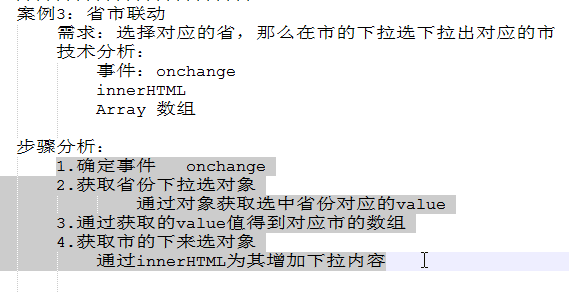 案例3：省市联动
需求：选择对应的省，那么在市的下拉选下拉出对应的市
技术分析：
事件：onchange
innerHTML
Array 数组
步骤分析：
1.确定事件 onchange
2.获取省份下拉选对象
通过对象获取选中省份对应的value
3.通过获取的value值得到对应市的数组
4.获取市的下来选对象
通过innerHTML为其增加下拉内容